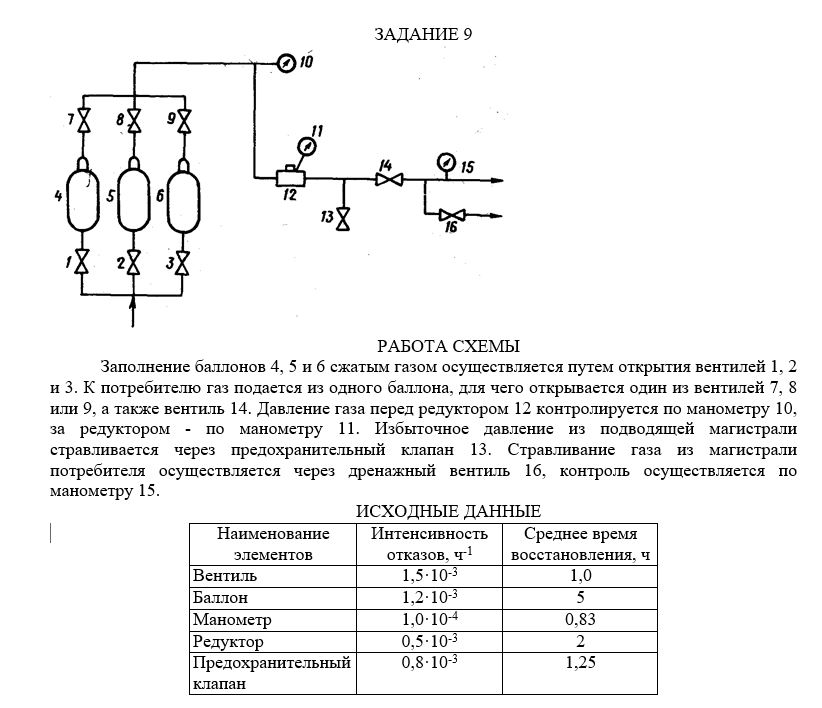 ЗАДАНИЕ 9
10
7
8
9
11
4
5
6
12
14
15
13
16
1
2
3
РАБОТА СХЕМЫ
Заполнение баллонов 4, 5 и 6 сжатым газом осуществляется путем открытия вентилей 1, 2
и 3. К потребителю газ подается из одного баллона, для чего открывается один из вентилей 7, 8
или 9, а также вентиль 14. Давление газа перед редуктором 12 контролируется по манометру 10,
за редуктором - по манометру 11. Избыточное давление из подводящей магистрали
стравливается через предохранительный клапан 13. Стравливание газа из магистрали
потребителя осуществляется через дренажный вентиль 16, контроль осуществляется по
манометру 15.
ИСХОДНЫЕ ДАННЫЕ
Наименование элементов Интенсивность отказов, ч-1 Среднее время восстановления, ч
Вентиль 1,5·10-3 1,0
Баллон 1,2·10-3 5
Манометр 1,0·10-4 0,83
Редуктор 0,5·10-3 2
Предохранительный клапан 0,8·10-3 1,25